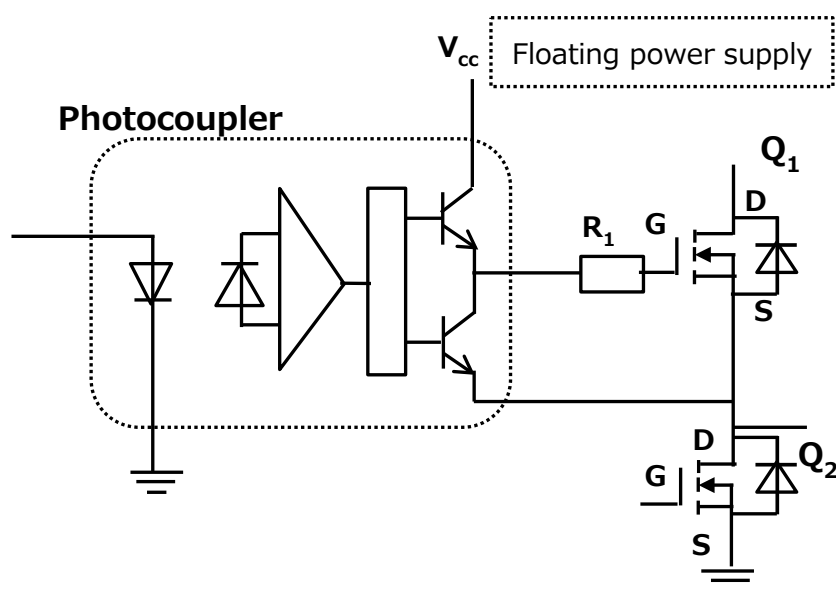 Vcc
Floating power supply
Photocoupler
Q1
D
R1
G
S
D
Q2
G
S